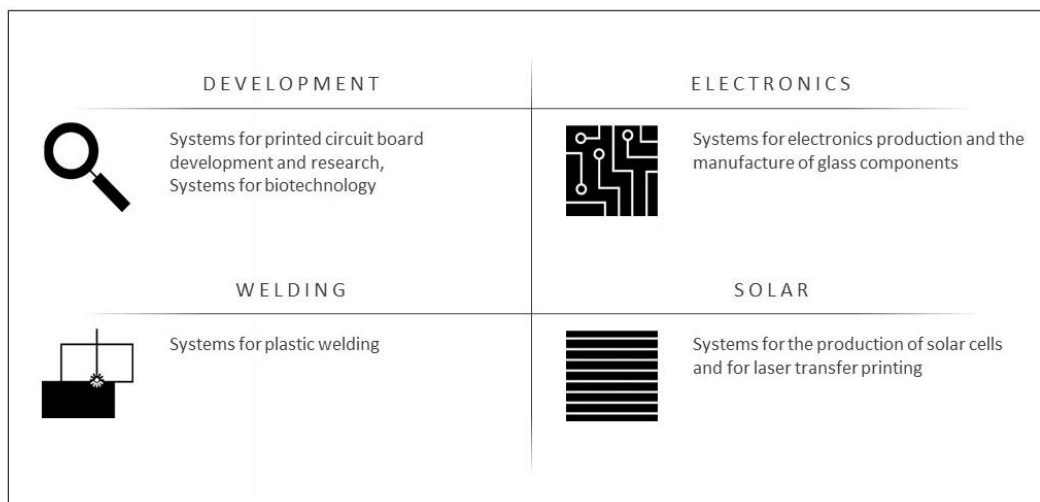 DEVELOPMENT
Systems for printed circuit board
development and research,
Systems for biotechnology
ELECTRONICS
Systems for electronics production and the
manufacture of glass components
WELDING
Systems for plastic welding
SOLAR
Systems for the production of solar cells
and for laser transfer printing